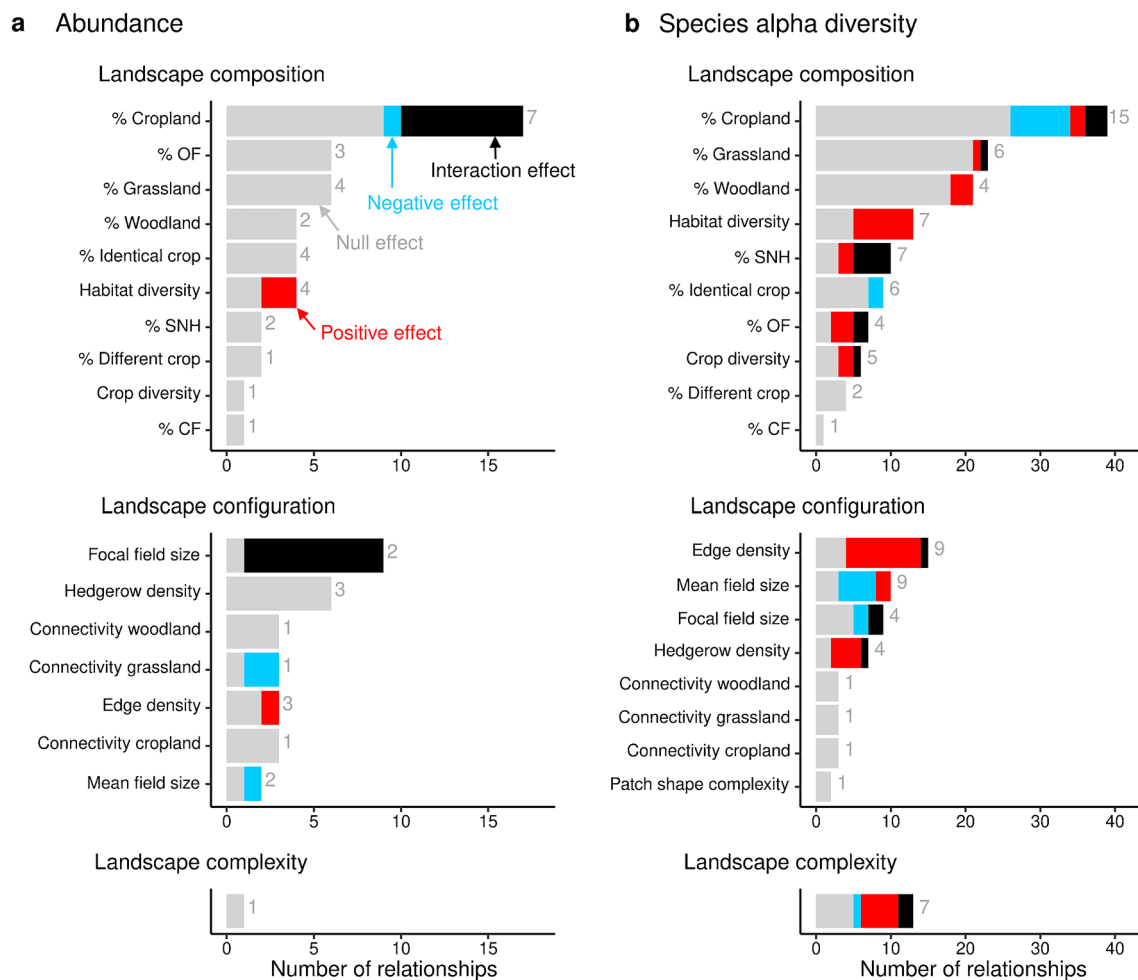 a Abundance
Landscape composition
% Cropland 7
% OF 3
Interaction effect
% Grassland 4
Negative effect
% Woodland 2
Null effect
% Identical crop 4
Habitat diversity 4
% SNH 2
Positive effect
% Different crop 1
Crop diversity 1
% CF 1
0 5 10 15
Landscape configuration
Focal field size 2
Hedgerow density 3
Connectivity woodland 1
Connectivity grassland 1
Edge density 3
Connectivity cropland 1
Mean field size 2
0 5 10 15
Landscape complexity
1
0 5 10 15
Number of relationships
b Species alpha diversity
Landscape composition
% Cropland 15
% Grassland 6
% Woodland 4
Habitat diversity 7
% SNH 7
% Identical crop 6
% OF 4
Crop diversity 5
% Different crop 2
% CF 1
0 10 20 30 40
Landscape configuration
Edge density 9
Mean field size 9
Focal field size 4
Hedgerow density 4
Connectivity woodland 1
Connectivity grassland 1
Connectivity cropland 1
Patch shape complexity 1
0 10 20 30 40
Landscape complexity
7
0 10 20 30 40
Number of relationships